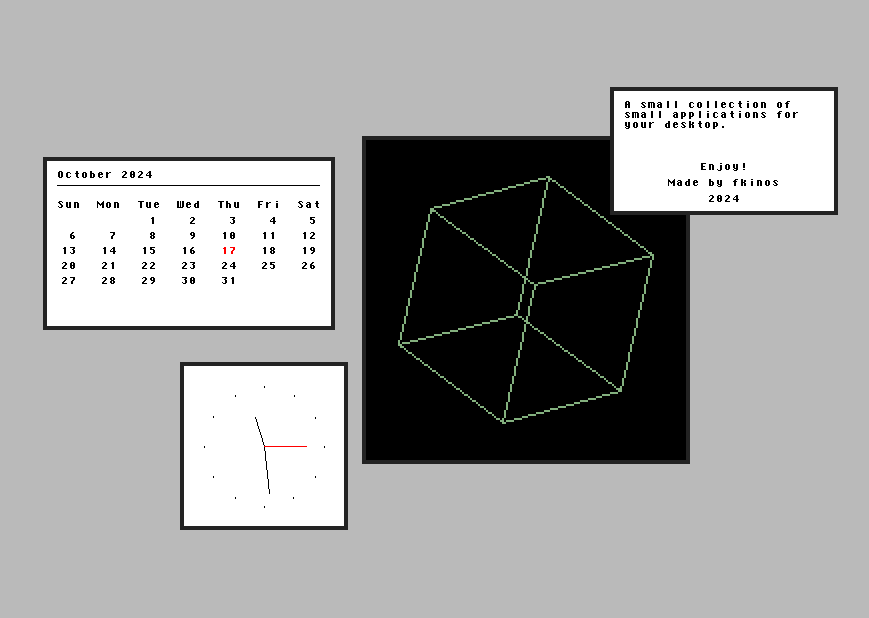 A small collection of
small applications for
your desktop.
Enjoy!
Made by fkinos
2024
October 2024
Sun Mon Tue Wed Thu Fri Sat
1 2 3 4 5
6 7 8 9 10 11 12
13 14 15 16 17 18 19
20 21 22 23 24 25 26
27 28 29 30 31